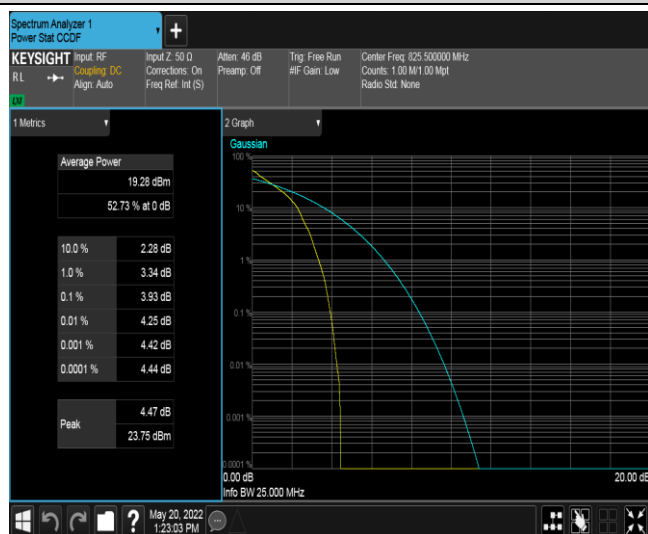 Spectrum Analyzer 1
Power Stat CCDF
+
KEYSIGHT Input: RF Input Z: 50 Ω Atten: 46 dB Trig: Free Run Center Freq: 825.500000 MHz
RL Coupling: DC Corrections: On Preamp: Off #IF Gain: Low Counts: 1.00 M/1.00 Mpt
Align: Auto Freq Ref: Int (S) Radio Std: None
LXI
1 Metrics
2 Graph
Average Power
19.28 dBm
52.73 % at 0 dB
10.0 % 2.28 dB
1.0 % 3.34 dB
0.1 % 3.93 dB
0.01 % 4.25 dB
0.001 % 4.42 dB
0.0001 % 4.44 dB
Peak 4.47 dB
23.75 dBm
Gaussian
100 %
10 %
1 %
0.1 %
0.01 %
0.001 %
0.0001 %
0.00 dB 20.00 dB
Info BW 25.000 MHz
? May 20, 2022
1:23:03 PM